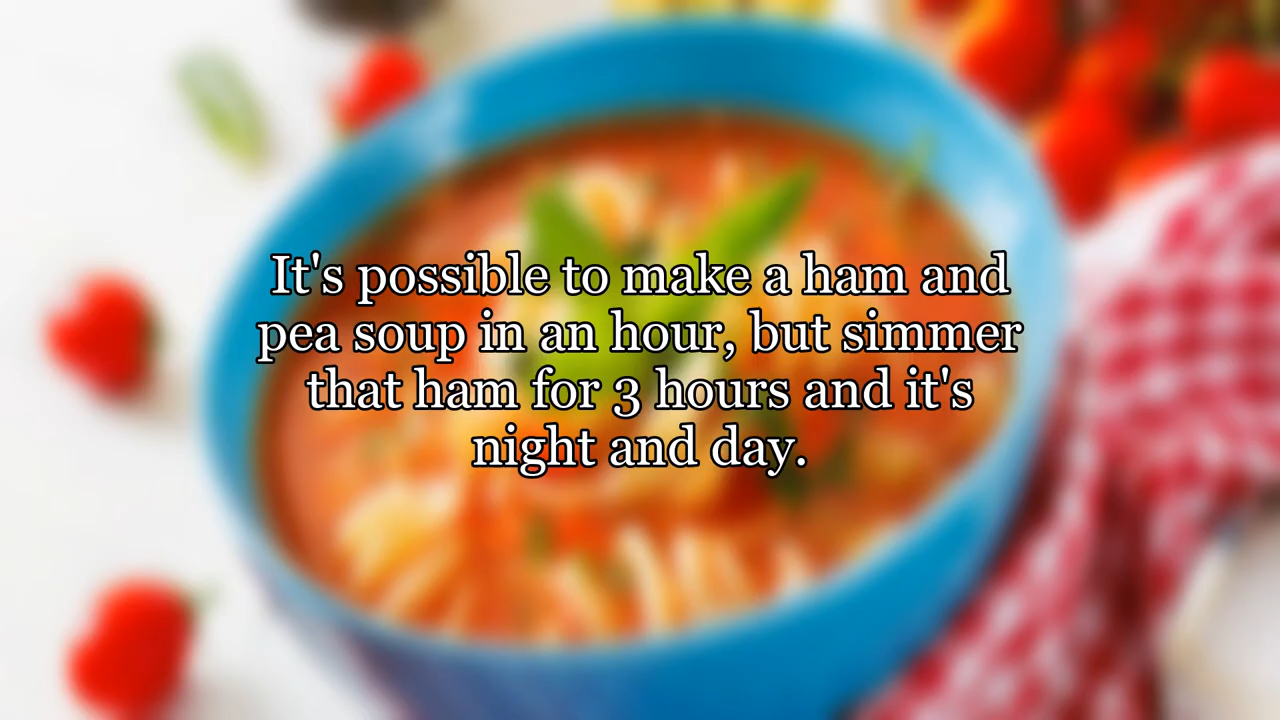 It's possible to make a ham and
pea soup in an hour, but simmer
that ham for 3 hours and it's
night and day.